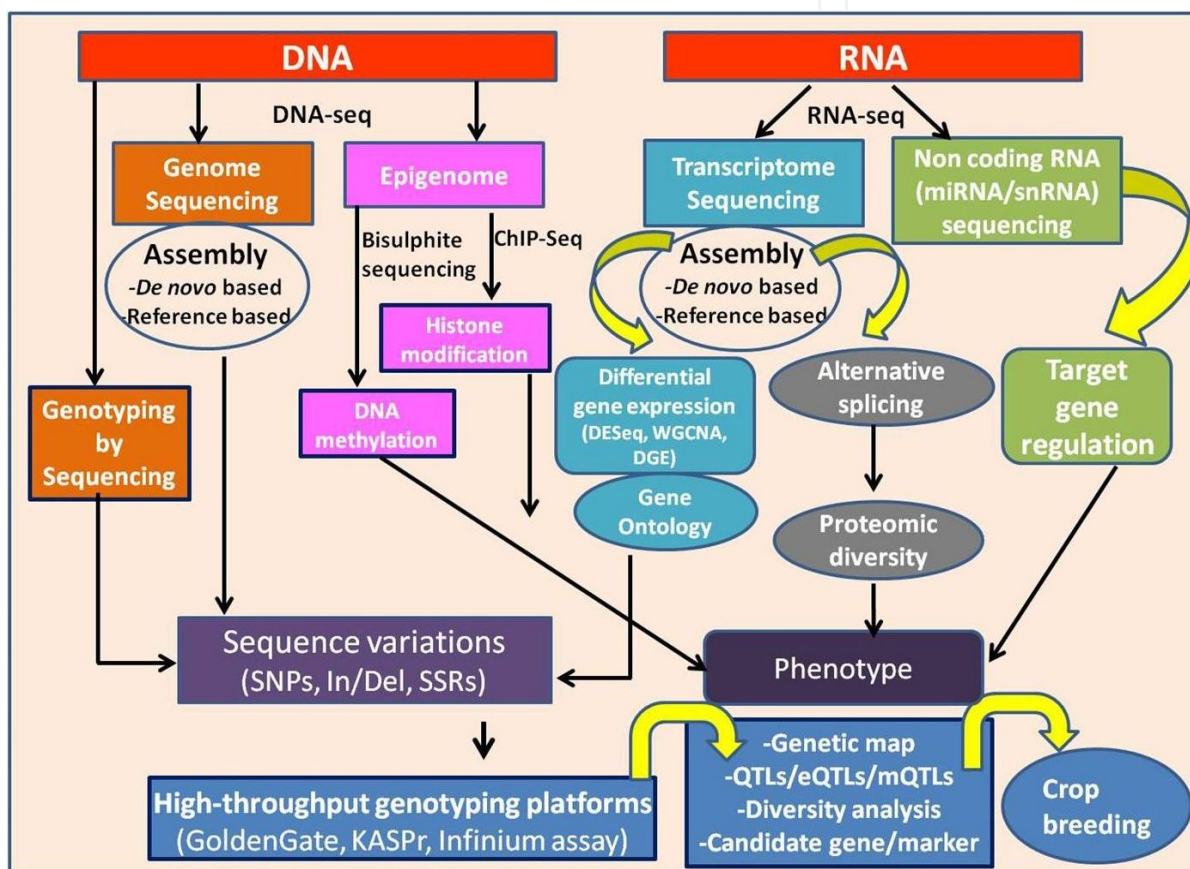 DNA
RNA
DNA-seq
RNA-seq
Genome
Sequencing
Epigenome
Transcriptome
Sequencing
Non coding RNA
(miRNA/snRNA)
sequencing
Assembly
-De novo based
-Reference based
Bisulphite
sequencing
ChIP-Seq
Assembly
-De novo based
-Reference based
Histone
modification
Genotyping
by
Sequencing
DNA
methylation
Differential
gene expression
(DESeq, WGCNA,
DGE)
Alternative
splicing
Target
gene
regulation
Gene
Ontology
Proteomic
diversity
Sequence variations
(SNPs, In/Del, SSRs)
Phenotype
High-throughput genotyping platforms
(GoldenGate, KASPr, Infinium assay)
-Genetic map
-QTLs/eQTLs/mQTLs
-Diversity analysis
-Candidate gene/marker
Crop
breeding